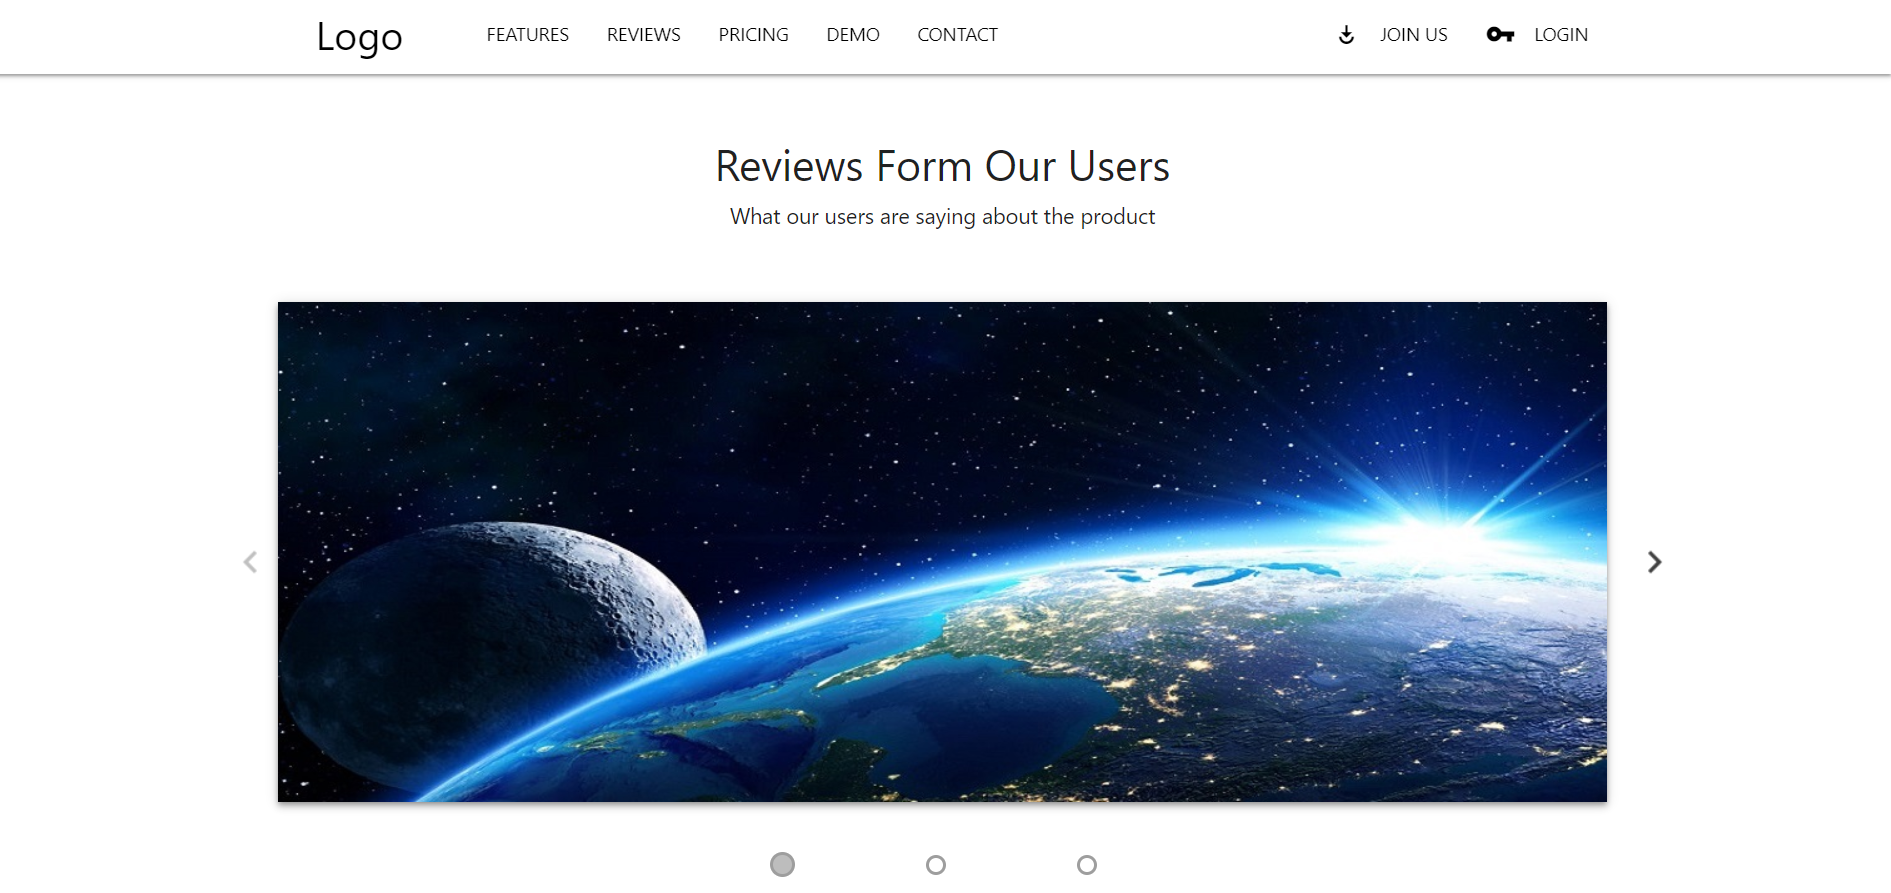 Logo FEATURES REVIEWS PRICING DEMO CONTACT JOIN US LOGIN
Reviews Form Our Users
What our users are saying about the product